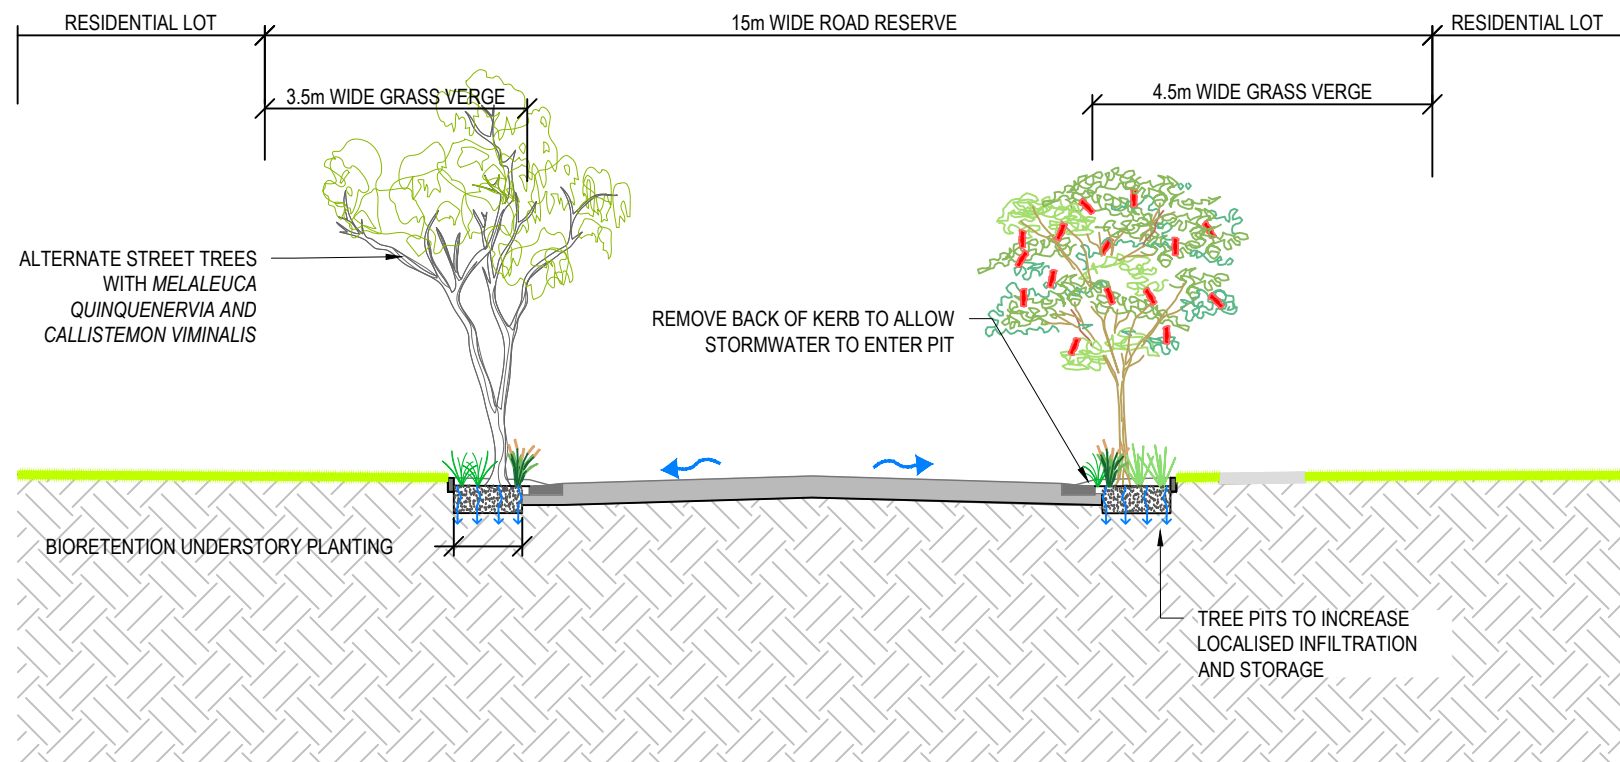 RESIDENTIAL LOT
15m WIDE ROAD RESERVE
RESIDENTIAL LOT
3.5m WIDE GRASS VERGE
4.5m WIDE GRASS VERGE
ALTERNATE STREET TREES
WITH MELALEUCA
QUINQUENERVIA AND
CALLISTEMON VIMINALIS
REMOVE BACK OF KERB TO ALLOW
STORMWATER TO ENTER PIT
BIORETENTION UNDERSTORY PLANTING
TREE PITS TO INCREASE
LOCALISED INFILTRATION
AND STORAGE